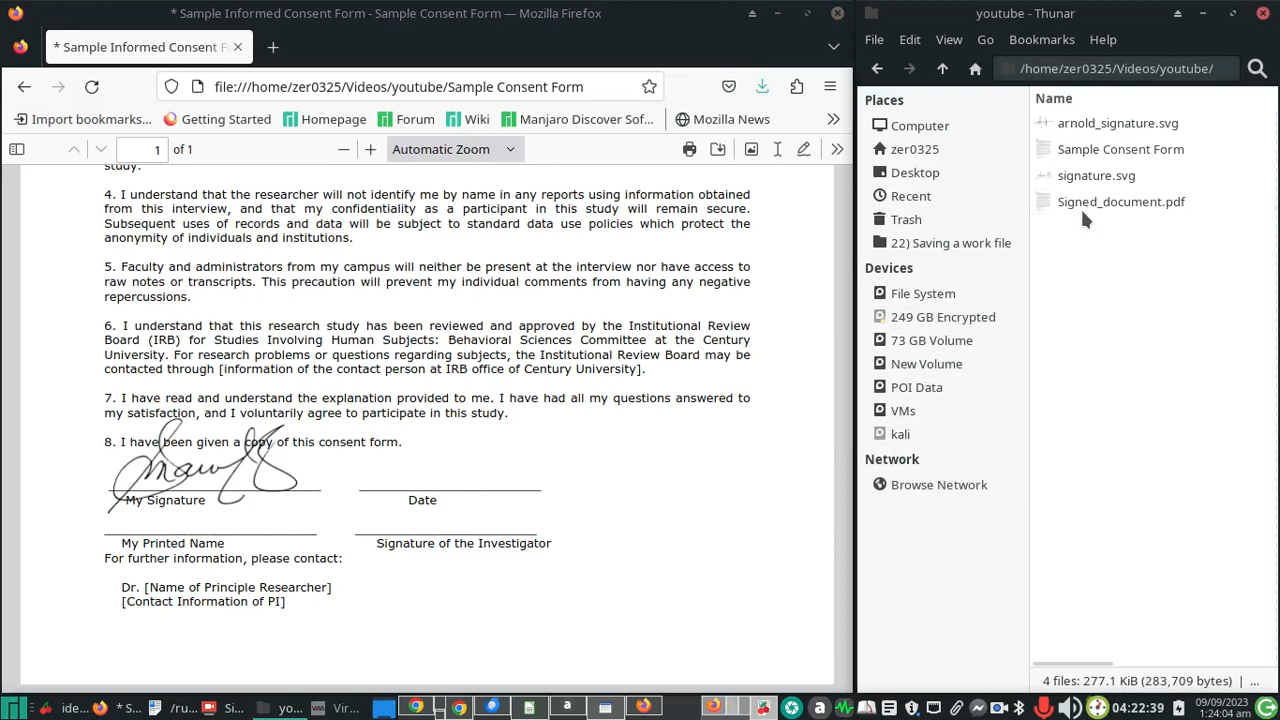 * Sample Informed Consent Form - Sample Consent Form — Mozilla Firefox
* Sample Informed Consent F
file:///home/zer0325/Videos/youtube/Sample Consent Form
Import bookmarks... Getting Started Home Forum Wiki Manjaro Discover Sof... Mozilla News
1 of 1 Automatic Zoom
study.
4. I understand that the researcher will not identify me by name in any reports using information obtained
from this interview, and that my confidentiality as a participant in this study will remain secure.
Subsequent uses of records and data will be subject to standard data use policies which protect the
anonymity of individuals and institutions.
5. Faculty and administrators from my campus will neither be present at the interview nor have access to
raw notes or transcripts. This precaution will prevent my individual comments from having any negative
repercussions.
6. I understand that this research study has been reviewed and approved by the Institutional Review
Board (IRB) for Studies Involving Human Subjects: Behavioral Sciences Committee at the Century
University. For research problems or questions regarding subjects, the Institutional Review Board may be
contacted through [information of the contact person at IRB office of Century University].
7. I have read and understand the explanation provided to me. I have had all my questions answered to
my satisfaction, and I voluntarily agree to participate in this study.
8. I have been given a copy of this consent form.
My Signature Date
My Printed Name Signature of the Investigator
For further information, please contact:
Dr. [Name of Principle Researcher]
[Contact Information of PI]
youtube - Thunar
File Edit View Go Bookmarks Help
/home/zer0325/Videos/youtube/
Places
Computer
zer0325
Desktop
Recent
Trash
22) Saving a work file
Devices
File System
249 GB Encrypted
73 GB Volume
New Volume
POI Data
VMs
kali
Network
Browse Network
Name
arnold_signature.svg
Sample Consent Form
signature.svg
Signed_document.pdf
4 files: 277.1 KiB (283,709 bytes) | ...
ide... * S... /ru... Si... yo... Vir... 04:22:39 09/09/2023
1:24:04 am